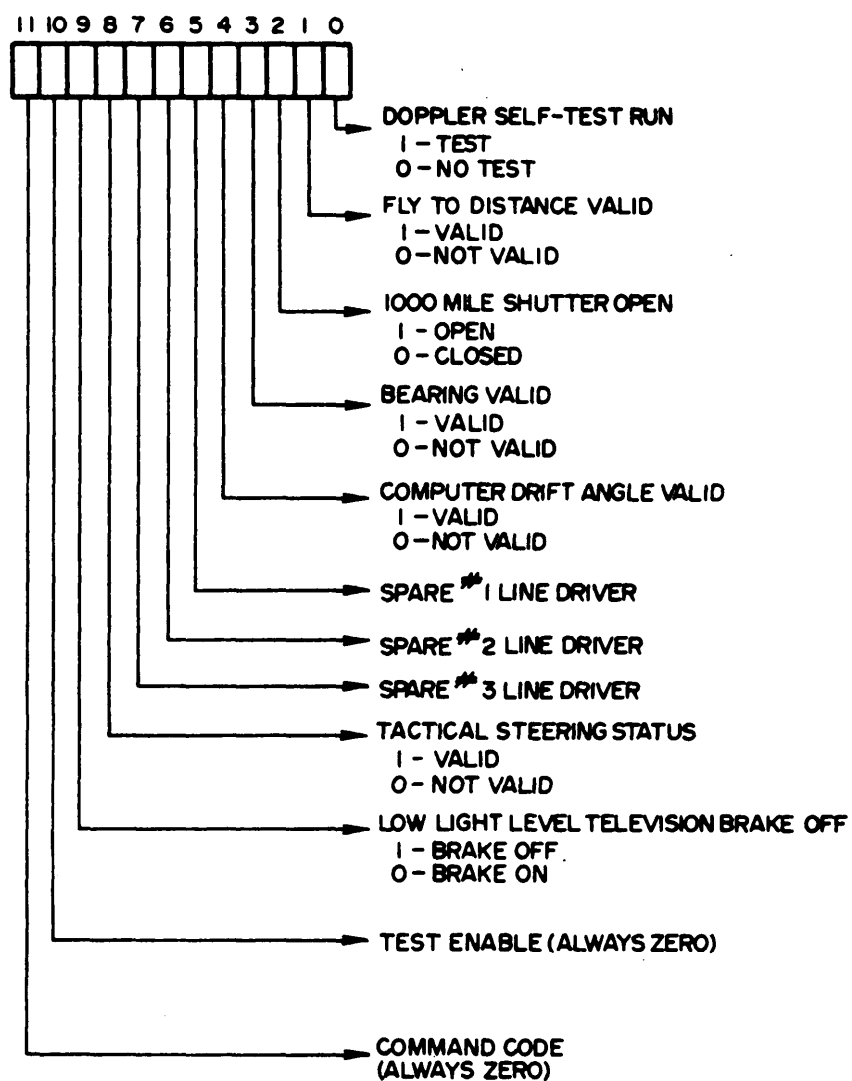 11 10 9 8 7 6 5 4 3 2 1 0
DOPPLER SELF-TEST RUN
1 - TEST
0 - NO TEST
FLY TO DISTANCE VALID
1 - VALID
0 - NOT VALID
1000 MILE SHUTTER OPEN
1 - OPEN
0 - CLOSED
BEARING VALID
1 - VALID
0 - NOT VALID
COMPUTER DRIFT ANGLE VALID
1 - VALID
0 - NOT VALID
SPARE #1 LINE DRIVER
SPARE #2 LINE DRIVER
SPARE #3 LINE DRIVER
TACTICAL STEERING STATUS
1 - VALID
0 - NOT VALID
LOW LIGHT LEVEL TELEVISION BRAKE OFF
1 - BRAKE OFF
0 - BRAKE ON
TEST ENABLE (ALWAYS ZERO)
COMMAND CODE
(ALWAYS ZERO)